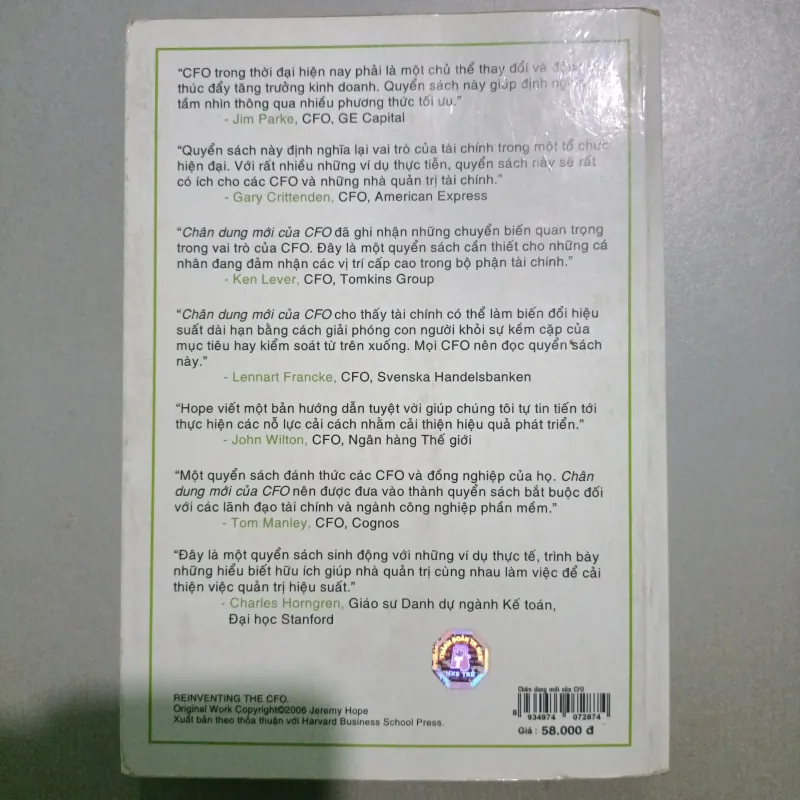 “CFO trong thời đại hiện nay phải là một chủ thể thay đổi và động
thúc đẩy tăng trưởng kinh doanh. Quyển sách này giúp định
tầm nhìn thông qua nhiều phương thức tối ưu.”
- Jim Parke, CFO, GE Capital
“Quyển sách này định nghĩa lại vai trò của tài chính trong một tổ chức
hiện đại. Với rất nhiều những ví dụ thực tiễn, quyển sách này sẽ rất
có ích cho các CFO và những nhà quản trị tài chính.”
- Gary Crittenden, CFO, American Express
“Chân dung mới của CFO đã ghi nhận những chuyển biến quan trọng
trong vai trò của CFO. Đây là một quyển sách cần thiết cho những cá
nhân đang đảm nhận các vị trí cấp cao trong bộ phận tài chính.”
- Ken Lever, CFO, Tomkins Group
“Chân dung mới của CFO cho thấy tài chính có thể làm biến đổi hiệu
suất dài hạn bằng cách giải phóng con người khỏi sự kềm cặp của
mục tiêu hay kiểm soát từ trên xuống. Mọi CFO nên đọc quyển sách
này.”
- Lennart Francke, CFO, Svenska Handelsbanken
“Hope viết một bản hướng dẫn tuyệt vời giúp chúng tôi tự tin tiến tới
thực hiện các nỗ lực cải cách nhằm cải thiện hiệu quả phát triển.”
- John Wilton, CFO, Ngân hàng Thế giới
“Một quyển sách đánh thức các CFO và đồng nghiệp của họ. Chân
dung mới của CFO nên được đưa vào thành quyển sách bắt buộc đối
với các lãnh đạo tài chính và ngành công nghiệp phần mềm.”
- Tom Manley, CFO, Cognos
“Đây là một quyển sách sinh động với những ví dụ thực tế, trình bày
những hiểu biết hữu ích giúp nhà quản trị cùng nhau làm việc để cải
thiện việc quản trị hiệu suất.”
- Charles Horngren, Giáo sư Danh dự ngành Kế toán,
Đại học Stanford
NXB TRẺ
REINVENTING THE CFO.
Original Work Copyright©2006 Jeremy Hope
Xuất bản theo thỏa thuận với Harvard Business School Press.
Chân dung mới của CFO
8 934974 072874
Giá : 58.000 đ